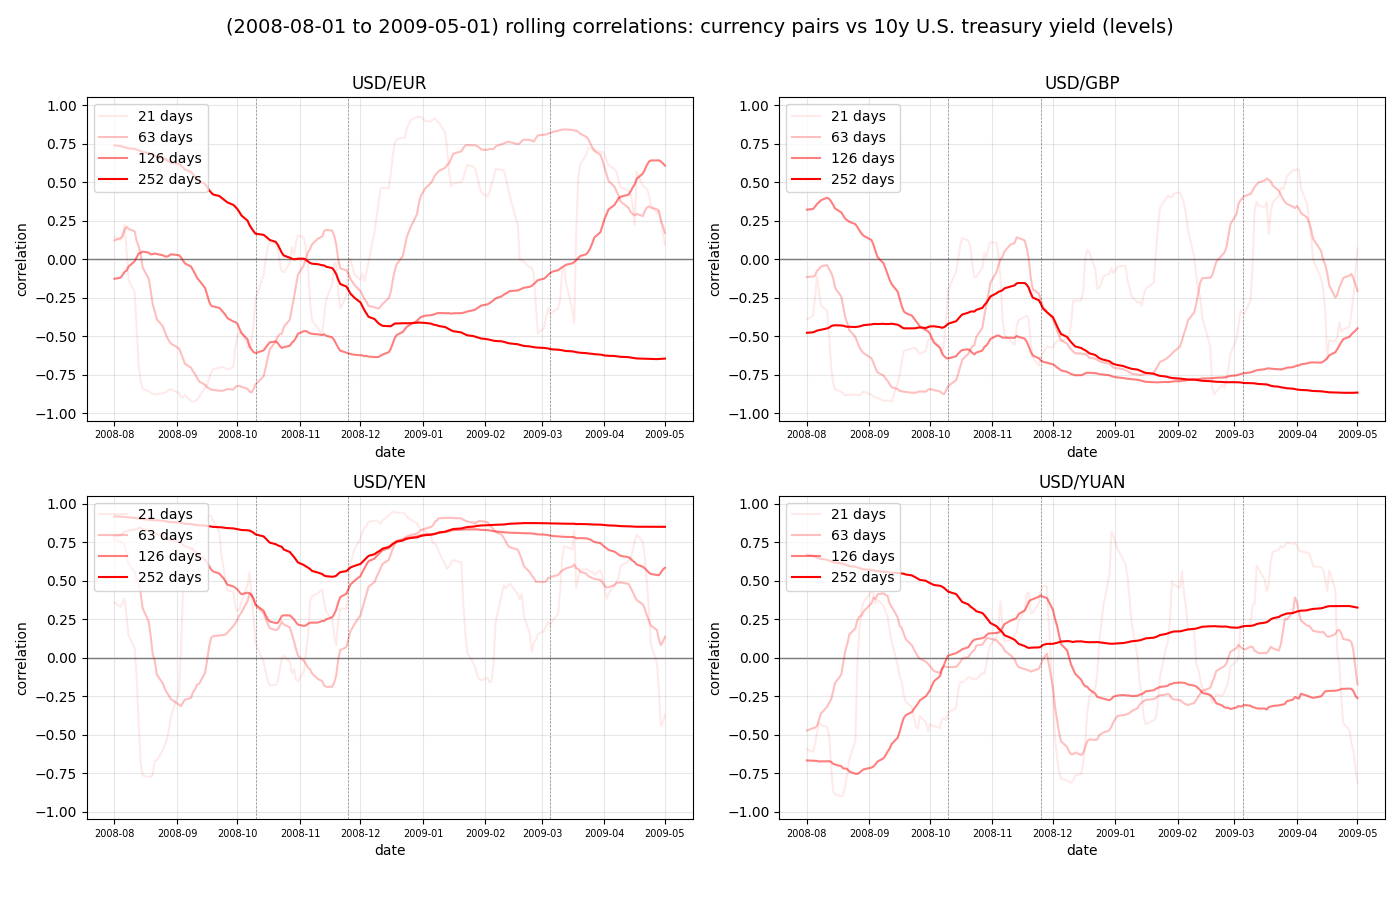 (2008-08-01 to 2009-05-01) rolling correlations: currency pairs vs 10y U.S. treasury yield (levels)
USD/EUR
1.00
0.75
0.50
0.25
0.00
−0.25
−0.50
−0.75
−1.00
correlation
21 days
63 days
126 days
252 days
2008-08 2008-09 2008-10 2008-11 2008-12 2009-01 2009-02 2009-03 2009-04 2009-05
date
USD/GBP
1.00
0.75
0.50
0.25
0.00
−0.25
−0.50
−0.75
−1.00
correlation
21 days
63 days
126 days
252 days
2008-08 2008-09 2008-10 2008-11 2008-12 2009-01 2009-02 2009-03 2009-04 2009-05
date
USD/YEN
1.00
0.75
0.50
0.25
0.00
−0.25
−0.50
−0.75
−1.00
correlation
21 days
63 days
126 days
252 days
2008-08 2008-09 2008-10 2008-11 2008-12 2009-01 2009-02 2009-03 2009-04 2009-05
date
USD/YUAN
1.00
0.75
0.50
0.25
0.00
−0.25
−0.50
−0.75
−1.00
correlation
21 days
63 days
126 days
252 days
2008-08 2008-09 2008-10 2008-11 2008-12 2009-01 2009-02 2009-03 2009-04 2009-05
date